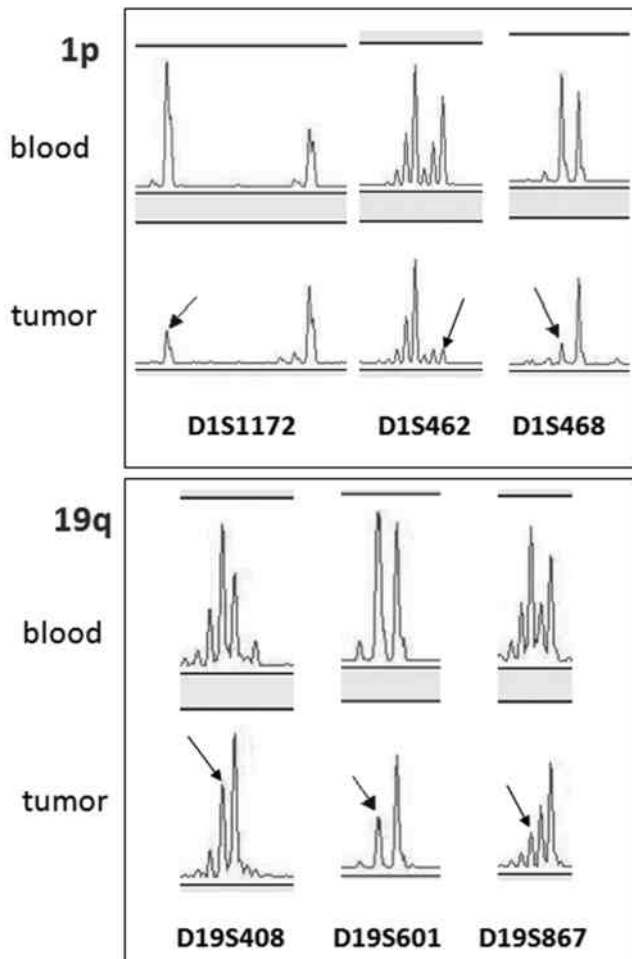 1p
blood
tumor
D1S1172 D1S462 D1S468
19q
blood
tumor
D19S408 D19S601 D19S867